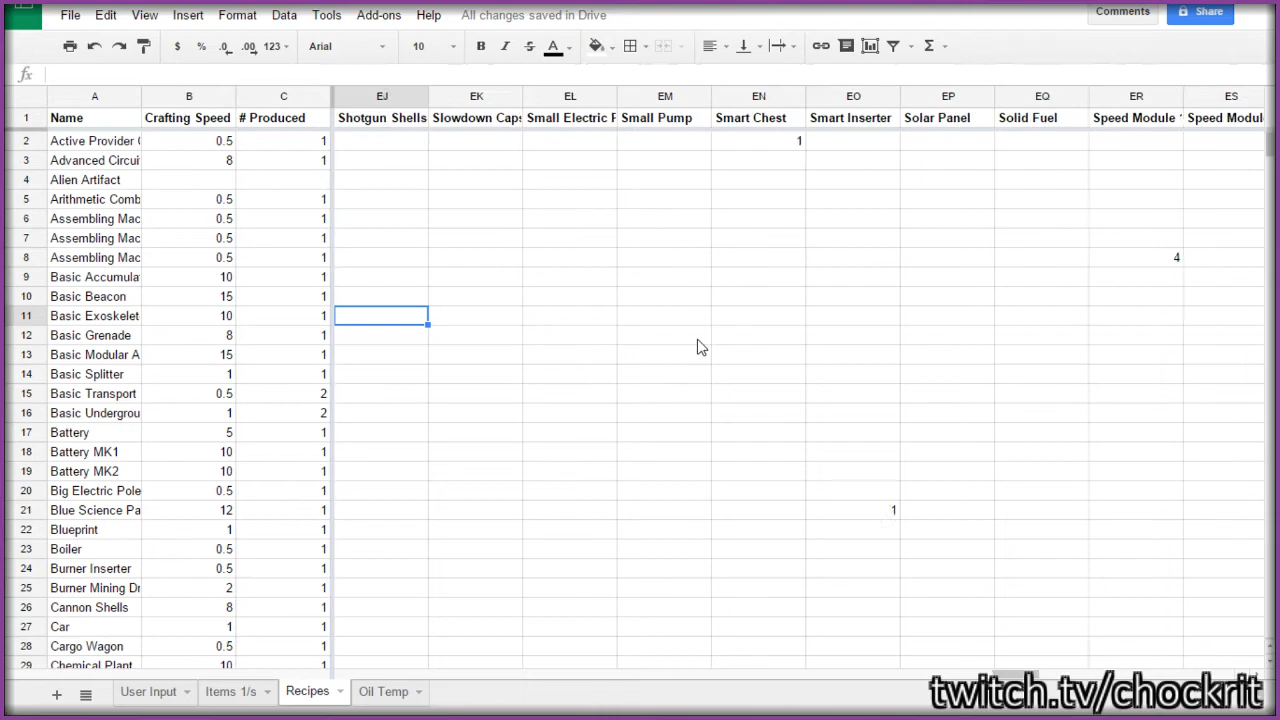 File Edit View Insert Format Data Tools Add-ons Help All changes saved in Drive Comments Share
$ % .0 .00 123 Arial 10 B I S A Σ
fx
A B C EJ EK EL EM EN EO EP EQ ER ES
1 Name Crafting Speed # Produced Shotgun Shells Slowdown Caps Small Electric P Small Pump Smart Chest Smart Inserter Solar Panel Solid Fuel Speed Module Speed Modul
2 Active Provider C 0.5 1 1
3 Advanced Circui 8 1
4 Alien Artifact
5 Arithmetic Comb 0.5 1
6 Assembling Mac 0.5 1
7 Assembling Mac 0.5 1
8 Assembling Mac 0.5 1 4
9 Basic Accumula 10 1
10 Basic Beacon 15 1
11 Basic Exoskelet 10 1
12 Basic Grenade 8 1
13 Basic Modular A 15 1
14 Basic Splitter 1 1
15 Basic Transport 0.5 2
16 Basic Undergrou 1 2
17 Battery 5 1
18 Battery MK1 10 1
19 Battery MK2 10 1
20 Big Electric Pole 0.5 1
21 Blue Science Pa 12 1 1
22 Blueprint 1 1
23 Boiler 0.5 1
24 Burner Inserter 0.5 1
25 Burner Mining Dr 2 1
26 Cannon Shells 8 1
27 Car 1 1
28 Cargo Wagon 0.5 1
29 Chemical Plant 10 1
+ User Input Items 1/s Recipes Oil Temp
twitch.tv/chockrit